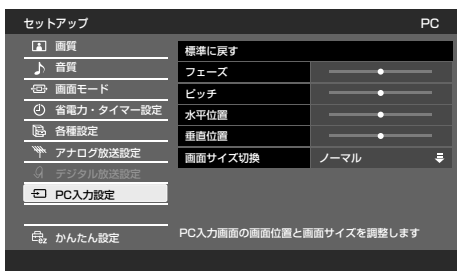 セットアップ PC
画質
音質
画面モード
省電力・タイマー設定
各種設定
アナログ放送設定
デジタル放送設定
PC入力設定
かんたん設定
標準に戻す
フェーズ
ピッチ
水平位置
垂直位置
画面サイズ切換 ノーマル
PC入力画面の画面位置と画面サイズを調整します